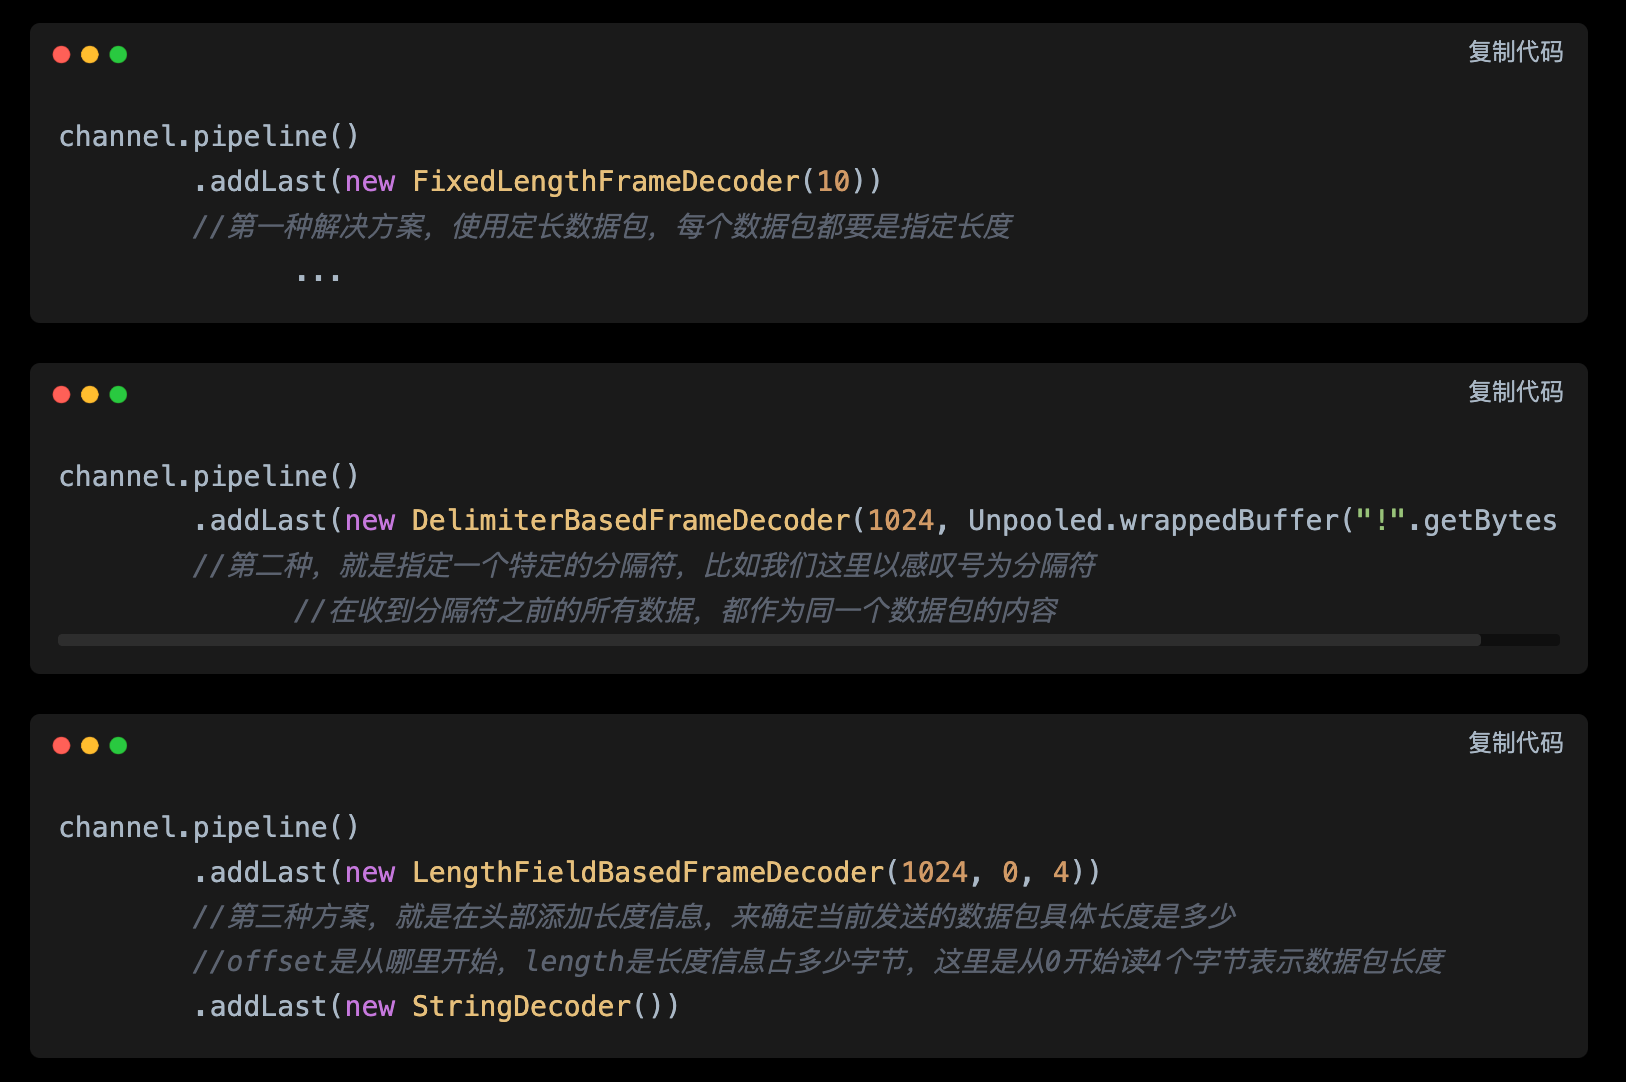 复制代码
channel.pipeline()
.addLast(new FixedLengthFrameDecoder(10))
//第一种解决方案，使用定长数据包，每个数据包都要是指定长度
...
复制代码
channel.pipeline()
.addLast(new DelimiterBasedFrameDecoder(1024, Unpooled.wrappedBuffer("!".getBytes
//第二种，就是指定一个特定的分隔符，比如我们这里以感叹号为分隔符
//在收到分隔符之前的所有数据，都作为同一个数据包的内容
复制代码
channel.pipeline()
.addLast(new LengthFieldBasedFrameDecoder(1024, 0, 4))
//第三种方案，就是在头部添加长度信息，来确定当前发送的数据包具体长度是多少
//offset是从哪里开始，length是长度信息占多少字节，这里是从0开始读4个字节表示数据包长度
.addLast(new StringDecoder())